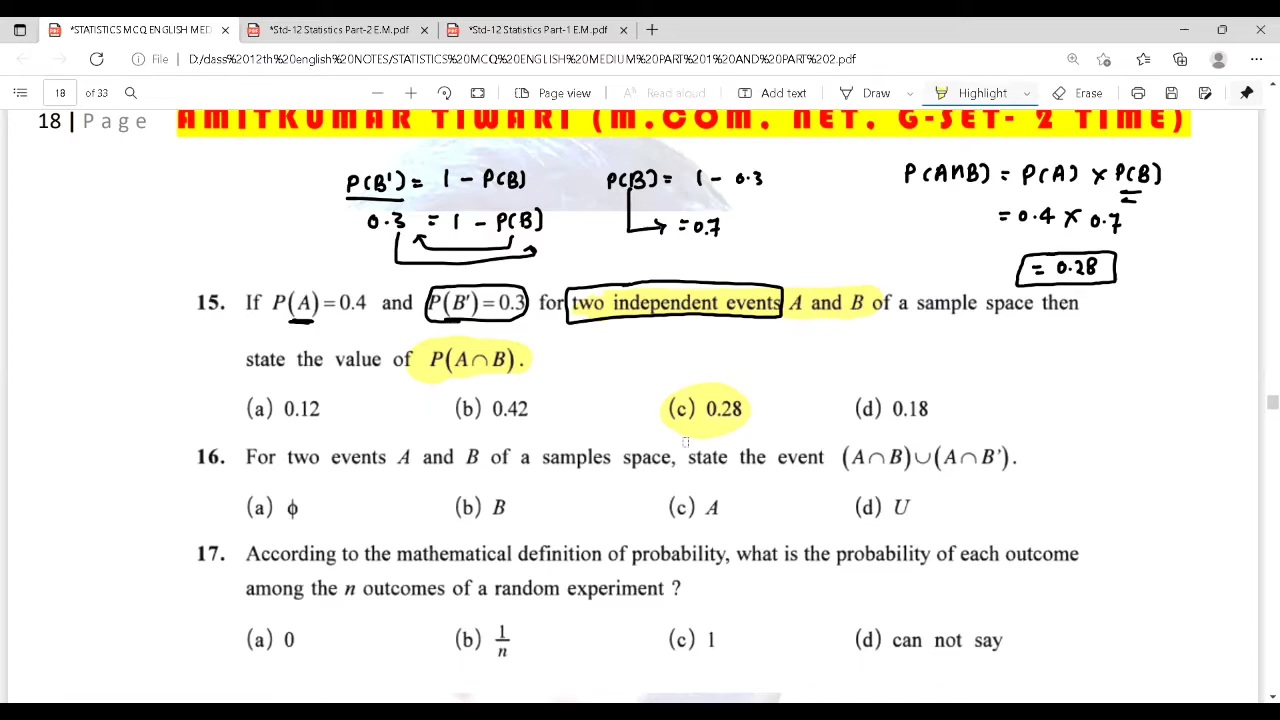 *STATISTICS MCQ ENGLISH MED
*Std-12 Statistics Part-2 E.M.pdf
*Std-12 Statistics Part-1 E.M.pdf
File
D:/class%2012th%20english%20NOTES/STATISTICS%20MCQ%20ENGLISH%20MEDIUM%20PART%201%20AND%20PART%202.pdf
18 of 33
Page view
Read aloud
Add text
Draw
Highlight
Erase
18 | Page
AMITKUMAR TIWARI (M.COM. NET. G-SET- 2 TIME)
P(B') = 1 - P(B)
0.3 = 1 - P(B)
P(B) = 1 - 0.3
= 0.7
P(A∩B) = P(A) × P(B)
= 0.4 × 0.7
= 0.28
15. If P(A)=0.4 and P(B')=0.3 for two independent events A and B of a sample space then
state the value of P(A∩B).
(a) 0.12 (b) 0.42 (c) 0.28 (d) 0.18
16. For two events A and B of a samples space, state the event (A∩B)∪(A∩B').
(a) ϕ (b) B (c) A (d) U
17. According to the mathematical definition of probability, what is the probability of each outcome
among the n outcomes of a random experiment ?
(a) 0 (b) 1/n (c) 1 (d) can not say